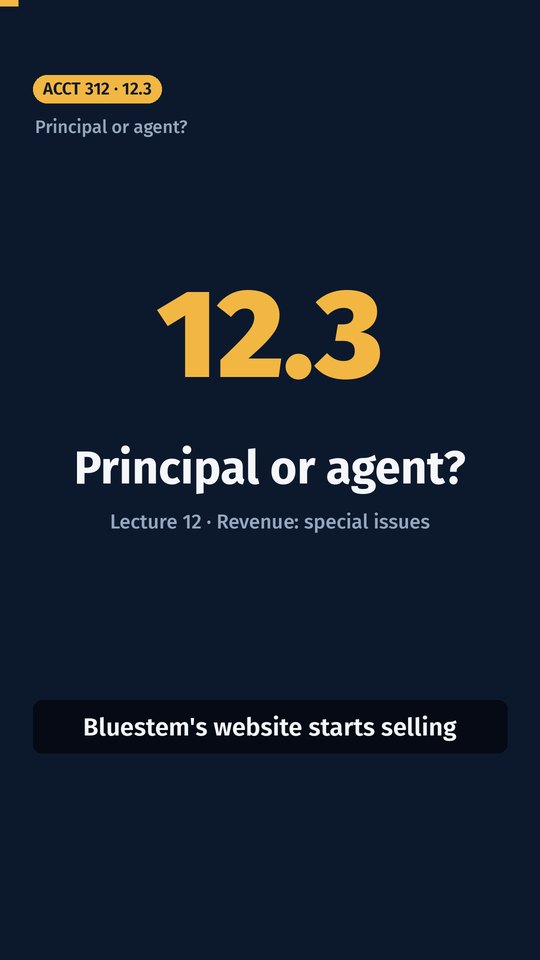 ACCT 312 · 12.3
Principal or agent?
12.3
Principal or agent?
Lecture 12 · Revenue: special issues
Bluestem's website starts selling